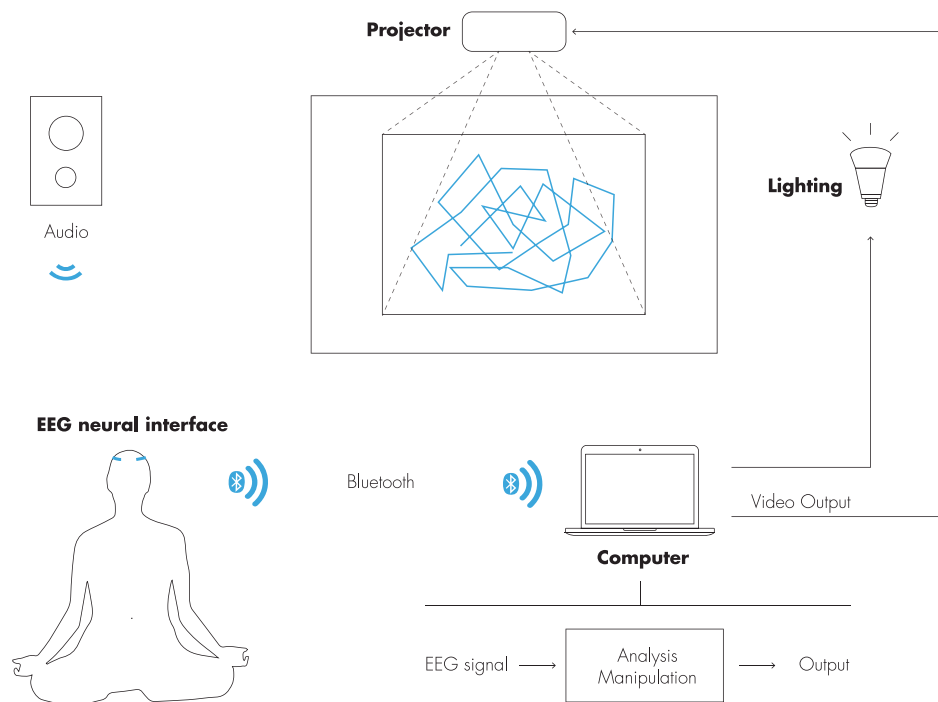 Projector
Audio
Lighting
EEG neural interface
Bluetooth
Video Output
Computer
EEG signal
Analysis
Manipulation
Output